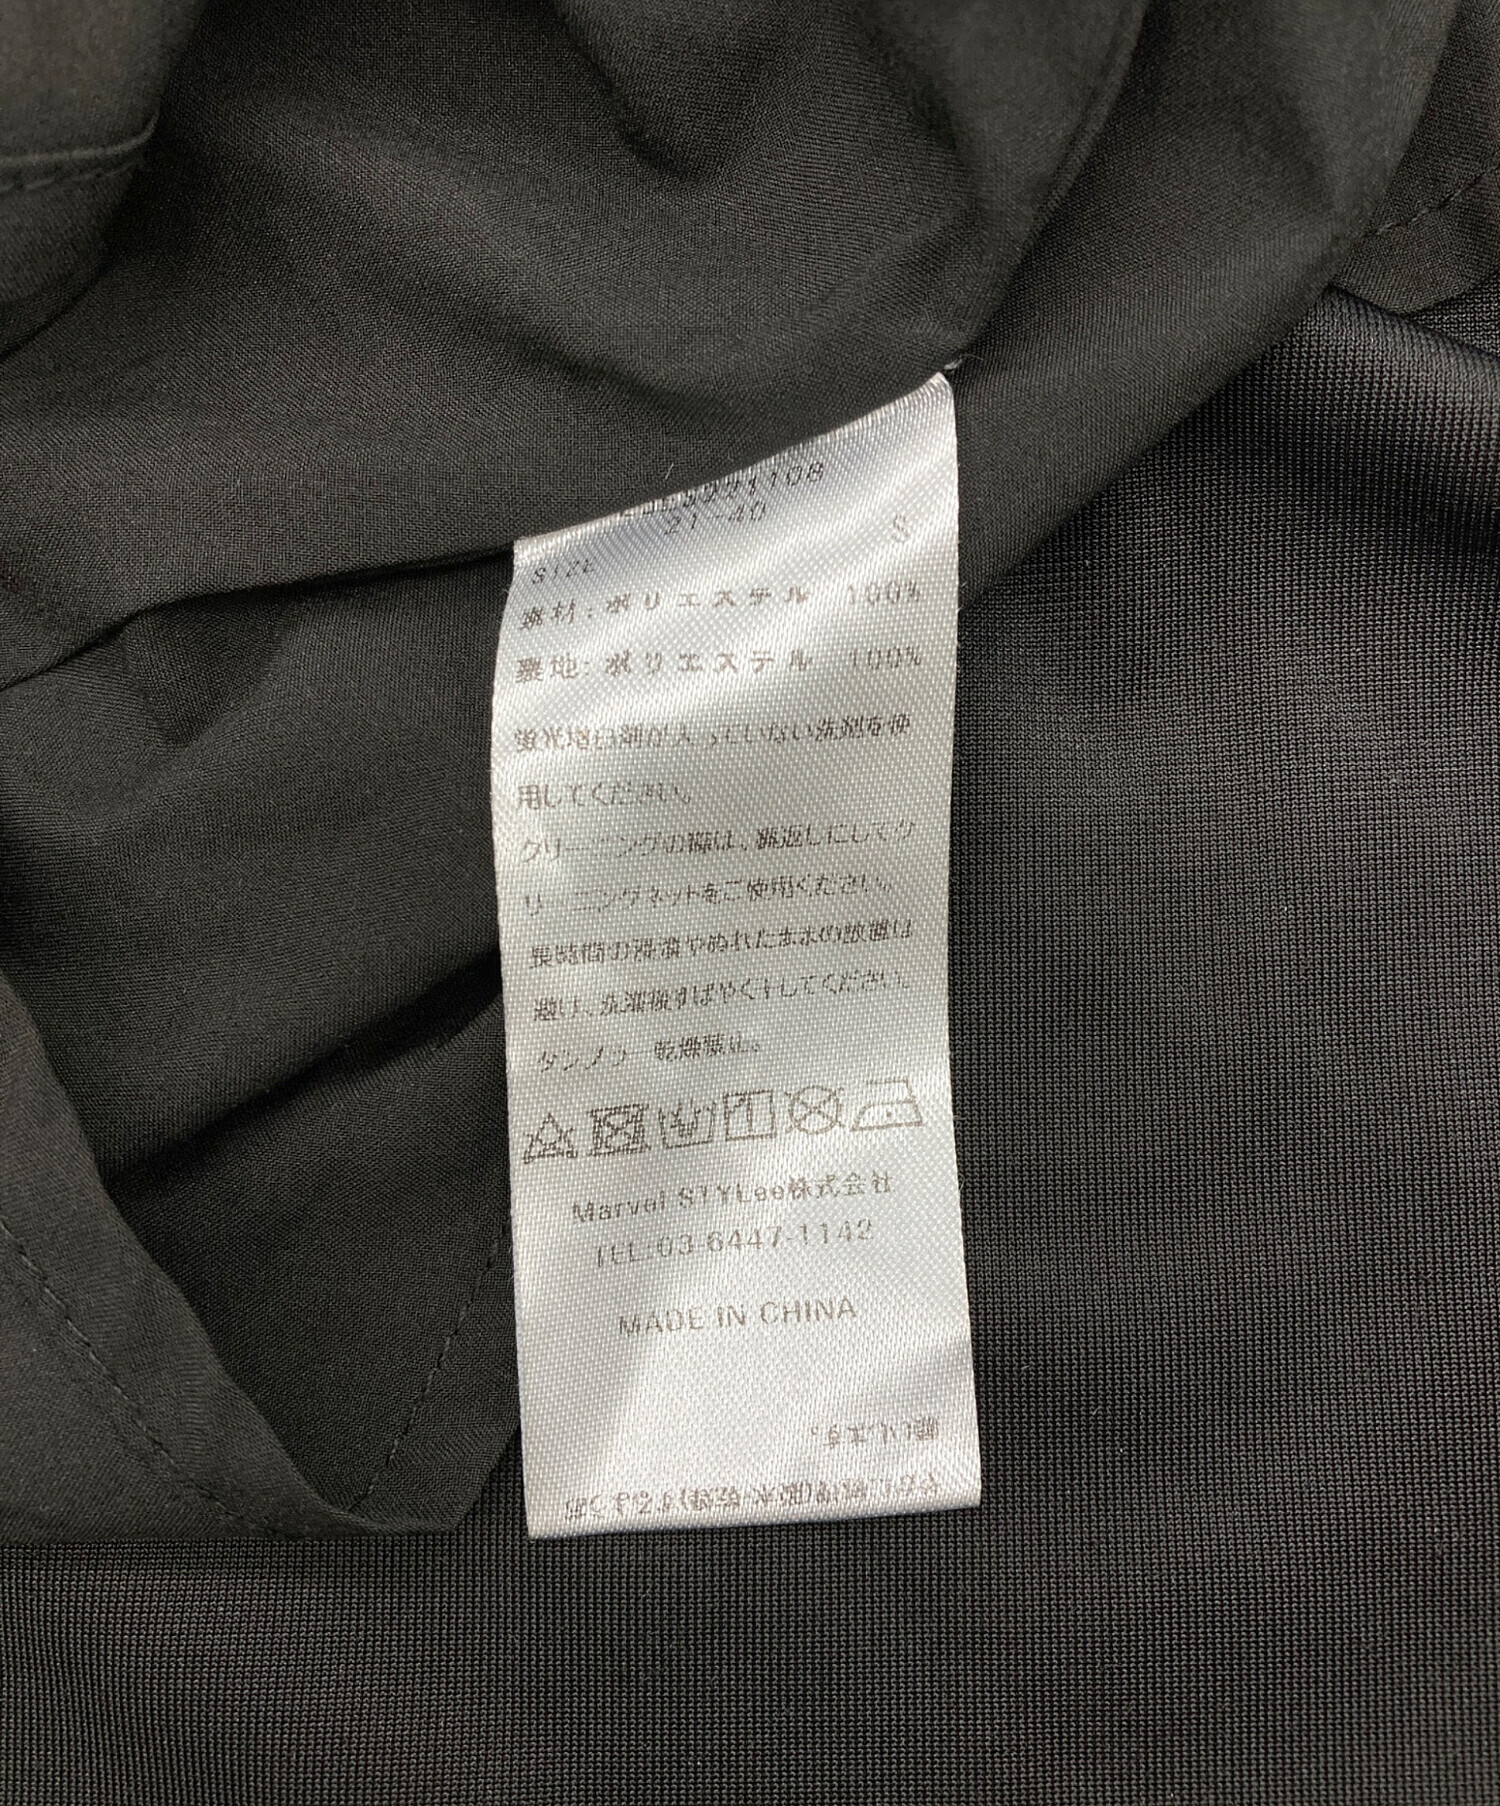 21-40
SIZE S
素材:ポリエステル 100%
裏地:ポリエステル 100%
蛍光増白剤が入っていない洗剤を使
用してください。
クリーニングの際は、裏返しにしてク
リーニングネットをご使用ください。
長時間の浸漬やぬれたままの放置は
避け、洗濯後すばやく干してください。
タンブラー乾燥禁止。
Marvel STYLee株式会社
TEL:03-6447-1142
MADE IN CHINA